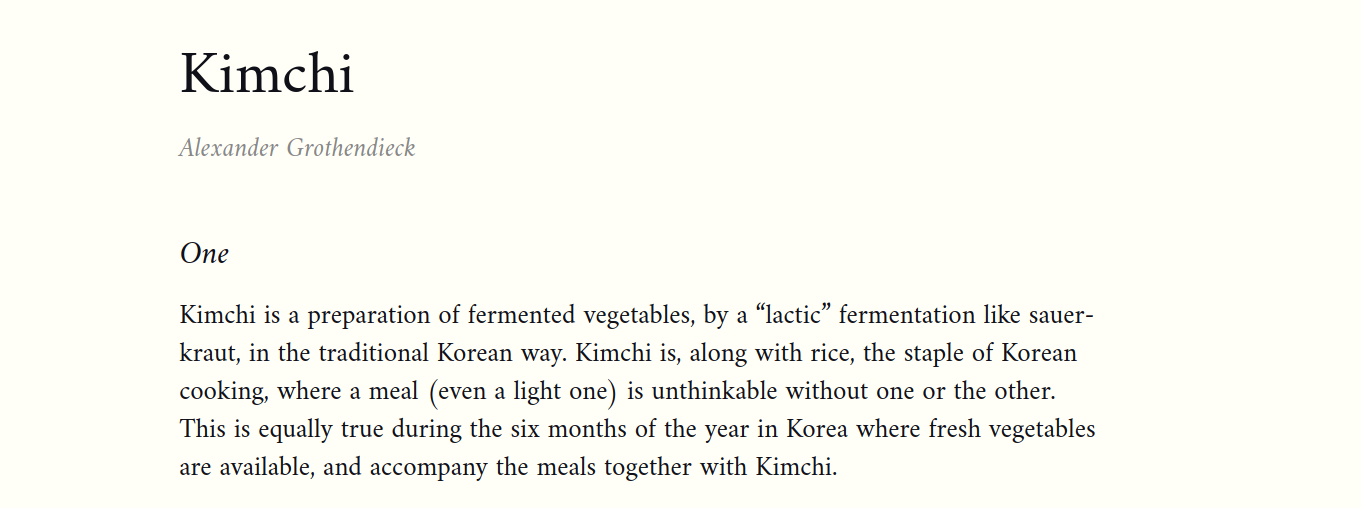 Kimchi
Alexander Grothendieck
One
Kimchi is a preparation of fermented vegetables, by a “lactic” fermentation like sauer-
kraut, in the traditional Korean way. Kimchi is, along with rice, the staple of Korean
cooking, where a meal (even a light one) is unthinkable without one or the other.
This is equally true during the six months of the year in Korea where fresh vegetables
are available, and accompany the meals together with Kimchi.